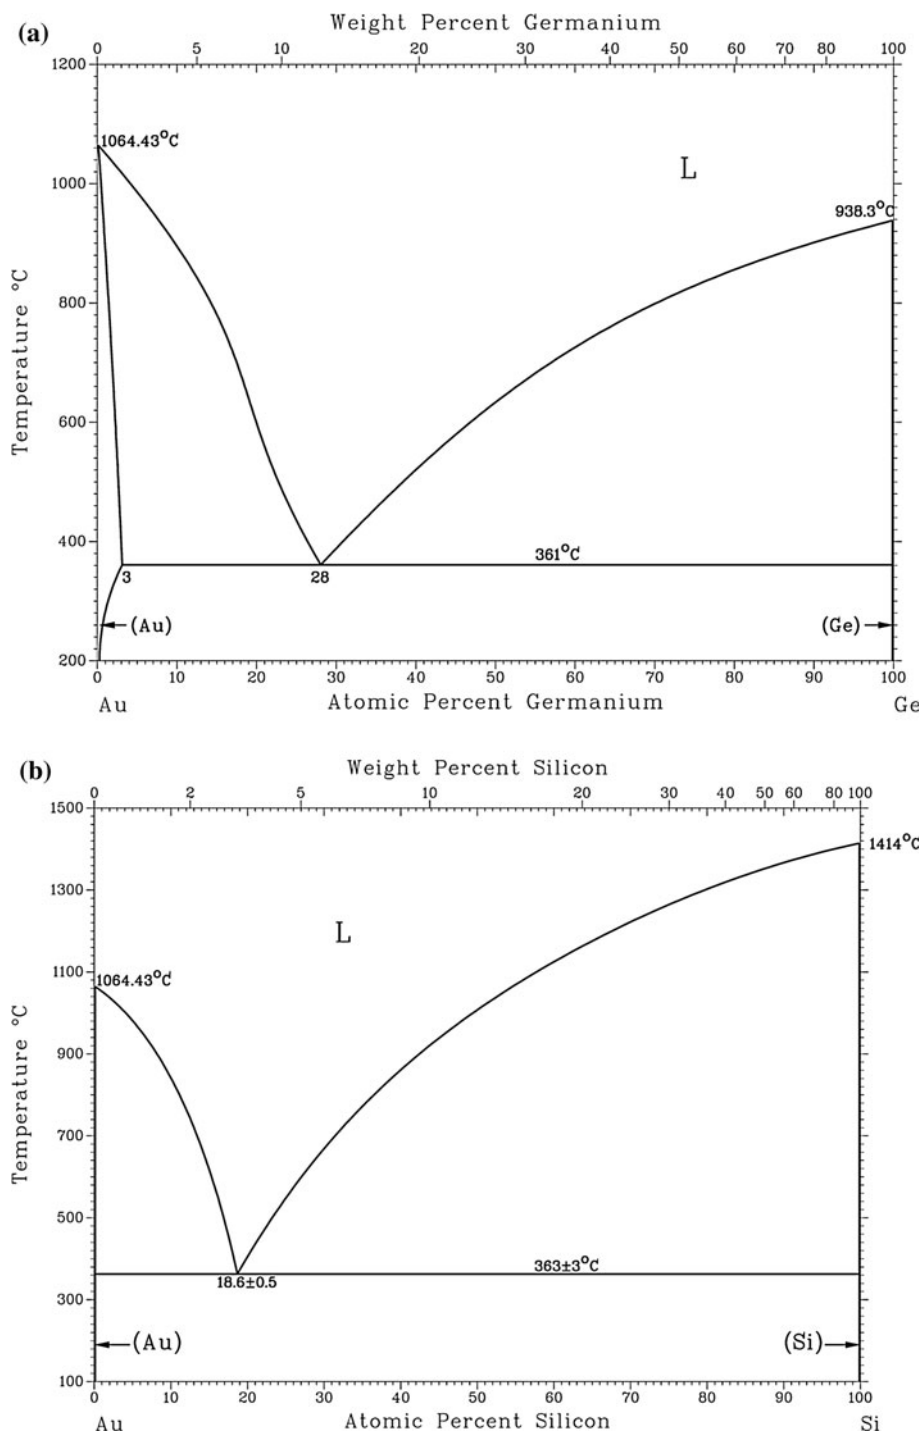 (a)
Weight Percent Germanium
0 5 10 20 30 40 50 60 70 80 100
1200
1064.43°C
L
1000
938.3°C
800
Temperature °C
600
400
361°C
3 28
(Au) (Ge)
200
0 10 20 30 40 50 60 70 80 90 100
Au Atomic Percent Germanium Ge
(b)
Weight Percent Silicon
0 2 5 6 10 20 30 40 50 60 80 100
1500
1414°C
1300
L
1100
1064.43°C
Temperature °C
900
700
500
363±3°C
18.6±0.5
300
(Au) (Si)
100
0 10 20 30 40 50 60 70 80 90 100
Au Atomic Percent Silicon Si